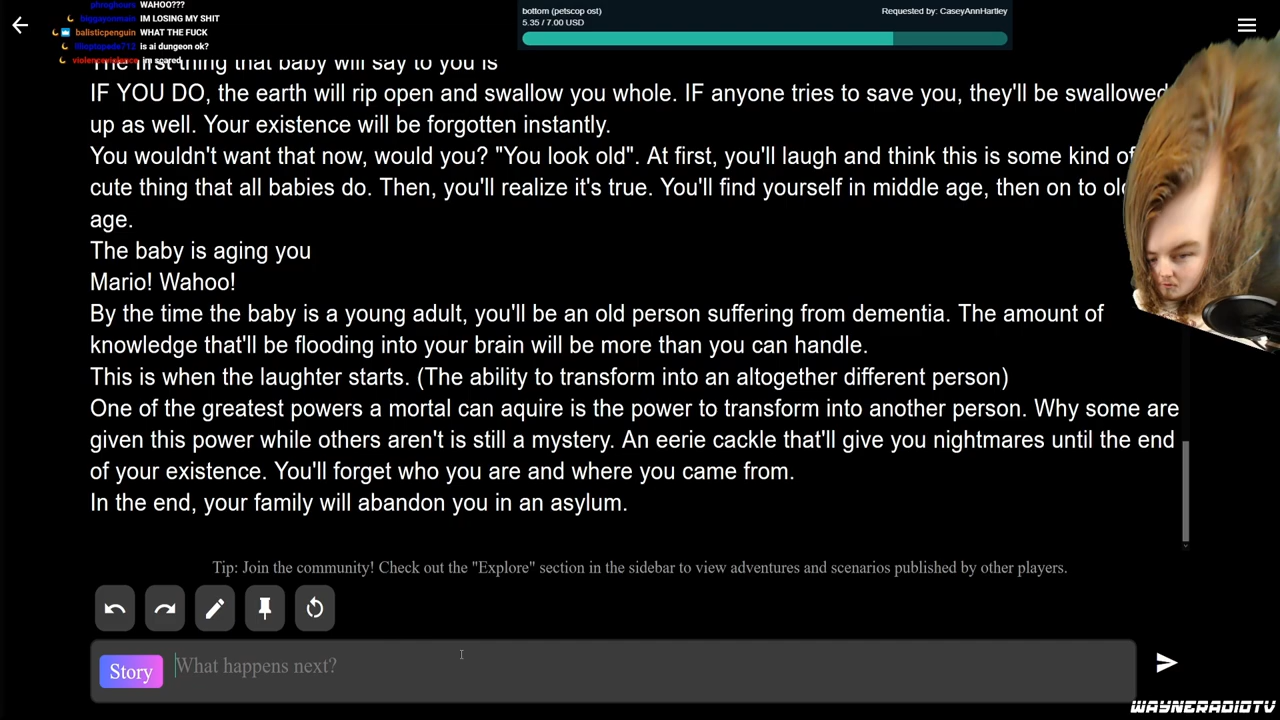 phroghours WAHOO???
biggayonmain IM LOSING MY SHIT
balisticpenguin WHAT THE FUCK
is ai dungeon ok?
im scared
bottom (petscop ost)
Requested by: CaseyAnnHartley
5.35 / 7.00 USD
The first thing that baby will say to you is
IF YOU DO, the earth will rip open and swallow you whole. IF anyone tries to save you, they'll be swallowed
up as well. Your existence will be forgotten instantly.
You wouldn't want that now, would you? "You look old". At first, you'll laugh and think this is some kind of
cute thing that all babies do. Then, you'll realize it's true. You'll find yourself in middle age, then on to old
age.
The baby is aging you
Mario! Wahoo!
By the time the baby is a young adult, you'll be an old person suffering from dementia. The amount of
knowledge that'll be flooding into your brain will be more than you can handle.
This is when the laughter starts. (The ability to transform into an altogether different person)
One of the greatest powers a mortal can aquire is the power to transform into another person. Why some are
given this power while others aren't is still a mystery. An eerie cackle that'll give you nightmares until the end
of your existence. You'll forget who you are and where you came from.
In the end, your family will abandon you in an asylum.
Tip: Join the community! Check out the "Explore" section in the sidebar to view adventures and scenarios published by other players.
Story What happens next?
WAYNERADIOTV